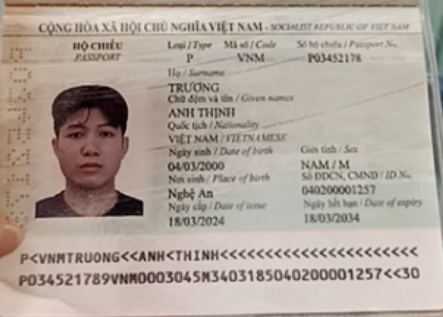 CỘNG HÒA XÃ HỘI CHỦ NGHĨA VIỆT NAM - SOCIALIST REPUBLIC OF VIET NAM
HỘ CHIẾU Loại / Type Mã số / Code Số hộ chiếu / Passport No.
PASSPORT P VNM P03452178
Họ / Surname
TRƯƠNG
Chữ đệm và tên / Given names
ANH THỊNH
Quốc tịch / Nationality
VIỆT NAM / VIETNAMESE
Ngày sinh / Date of birth Giới tính / Sex
04/03/2000 NAM / M
Nơi sinh / Place of birth Số ĐDCN, CMND / ID No.
Nghệ An 040200001257
Ngày cấp / Date of issue Ngày hết hạn / Date of expiry
18/03/2024 18/03/2034
P<VNMTRUONG<<ANH<THINH<<<<<<<<<<<<<<<<<<<<<<
P034521789VNM0003045M3403185040200001257<<30